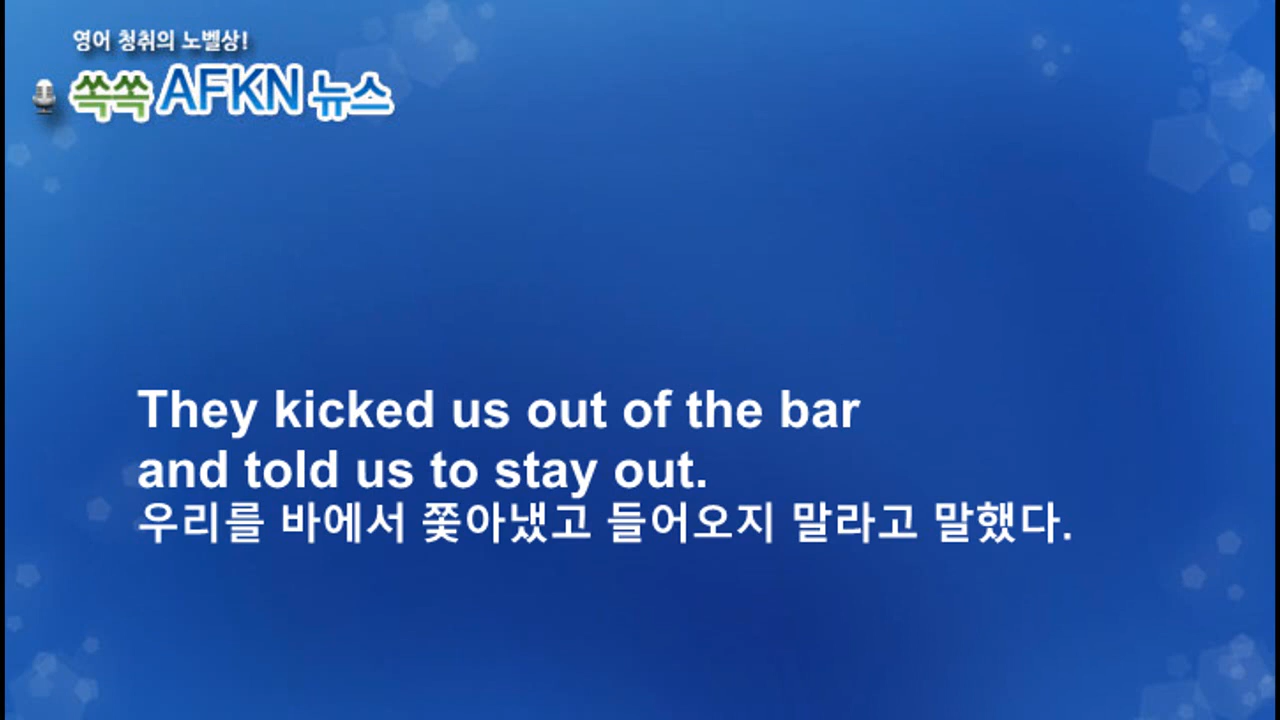 영어 청취의 노벨상!
쏙쏙 AFKN 뉴스
They kicked us out of the bar
and told us to stay out.
우리를 바에서 쫓아냈고 들어오지 말라고 말했다.